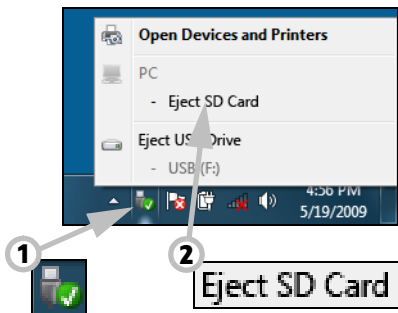 Open Devices and Printers
PC
- Eject SD Card
Eject USB Drive
- USB (F:)
4:56 PM
5/19/2009
1
2
Eject SD Card